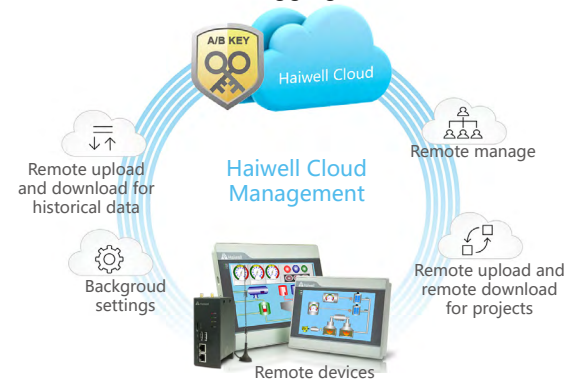 A/B KEY
Haiwell Cloud
Remote manage
Remote upload
and download for
historical data
Haiwell Cloud
Management
Backgroud
settings
Remote upload and
remote download
for projects
Remote devices